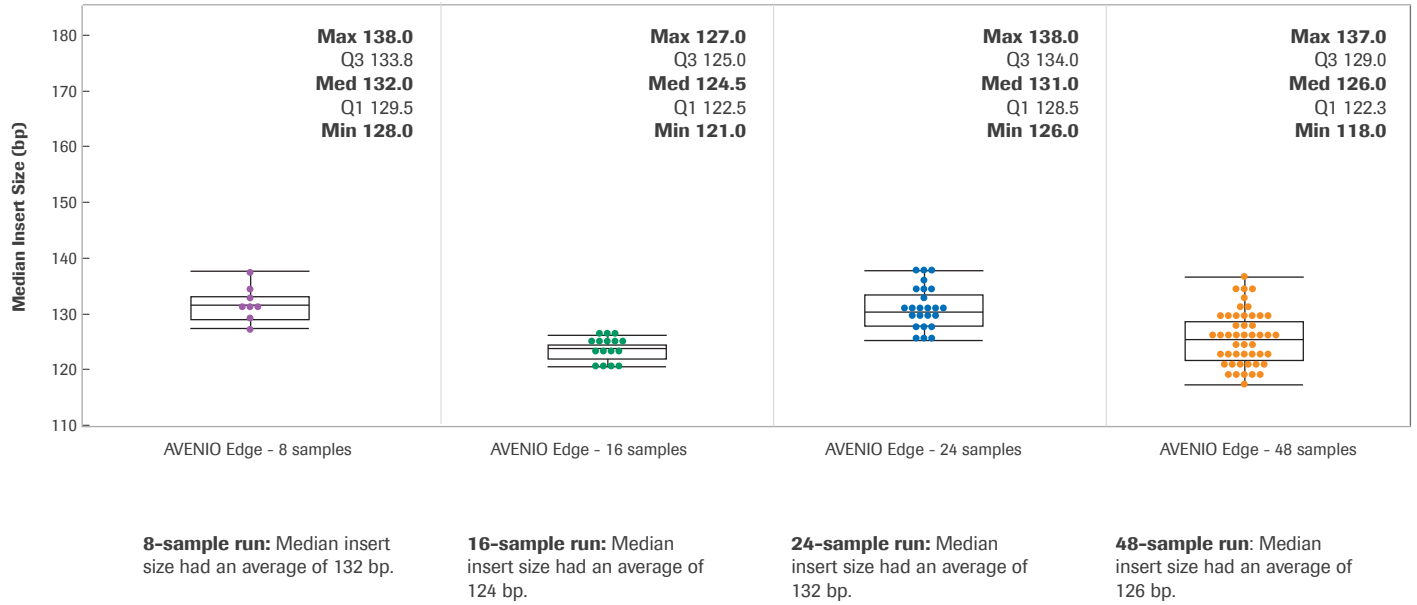 Median Insert Size (bp)
180
170
160
150
140
130
120
110
Max 138.0
Q3 133.8
Med 132.0
Q1 129.5
Min 128.0
Max 127.0
Q3 125.0
Med 124.5
Q1 122.5
Min 121.0
Max 138.0
Q3 134.0
Med 131.0
Q1 128.5
Min 126.0
Max 137.0
Q3 129.0
Med 126.0
Q1 122.3
Min 118.0
AVENIO Edge - 8 samples
AVENIO Edge - 16 samples
AVENIO Edge - 24 samples
AVENIO Edge - 48 samples
8-sample run: Median insert
size had an average of 132 bp.
16-sample run: Median
insert size had an average of
124 bp.
24-sample run: Median
insert size had an average of
132 bp.
48-sample run: Median
insert size had an average of
126 bp.